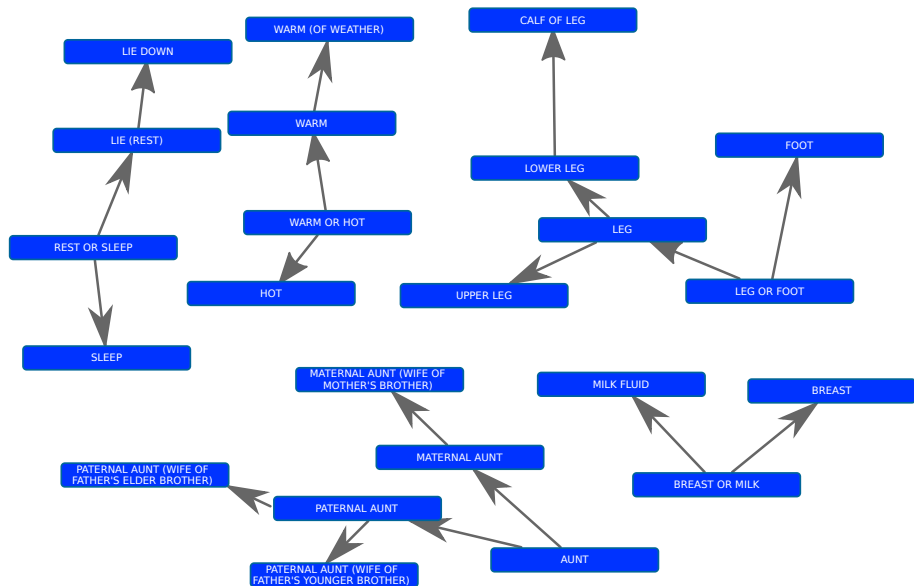 CALF OF LEG
WARM (OF WEATHER)
LIE DOWN
WARM
LIE (REST)
FOOT
LOWER LEG
WARM OR HOT
LEG
REST OR SLEEP
HOT
UPPER LEG
LEG OR FOOT
SLEEP
MATERNAL AUNT (WIFE OF
MOTHER'S BROTHER)
MILK FLUID
BREAST
MATERNAL AUNT
PATERNAL AUNT (WIFE OF
FATHER'S ELDER BROTHER)
BREAST OR MILK
PATERNAL AUNT
AUNT
PATERNAL AUNT (WIFE OF
FATHER'S YOUNGER BROTHER)